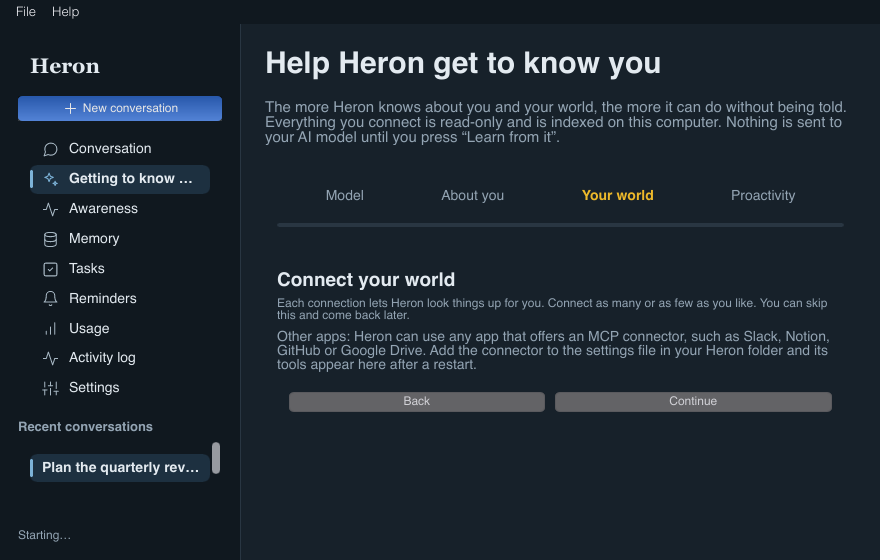 File Help
Heron
New conversation
Conversation
Getting to know ...
Awareness
Memory
Tasks
Reminders
Usage
Activity log
Settings
Recent conversations
Plan the quarterly rev...
Starting...
Help Heron get to know you
The more Heron knows about you and your world, the more it can do without being told.
Everything you connect is read-only and is indexed on this computer. Nothing is sent to
your AI model until you press “Learn from it”.
Model About you Your world Proactivity
Connect your world
Each connection lets Heron look things up for you. Connect as many or as few as you like. You can skip
this and come back later.
Other apps: Heron can use any app that offers an MCP connector, such as Slack, Notion,
GitHub or Google Drive. Add the connector to the settings file in your Heron folder and its
tools appear here after a restart.
Back Continue